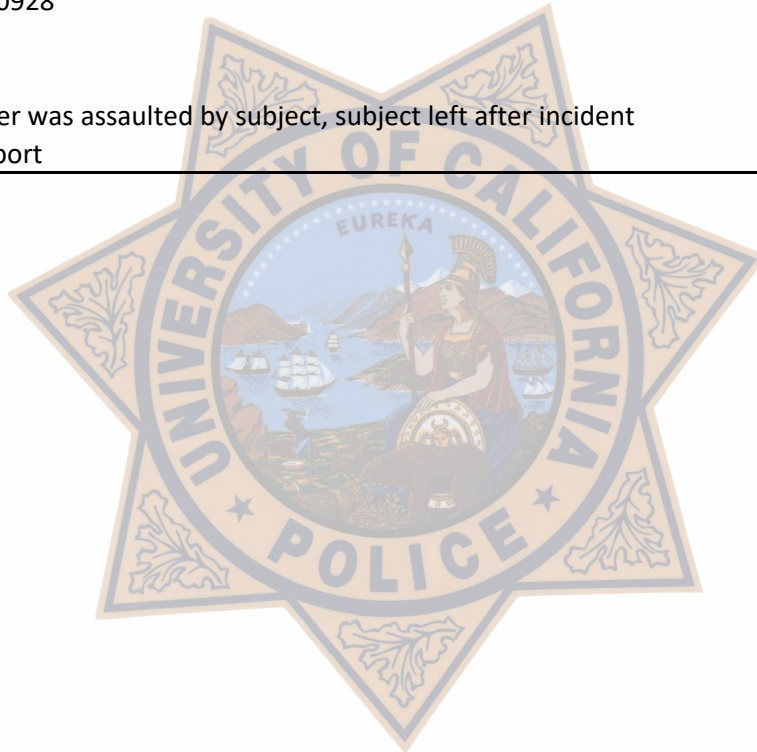 0928
er was assaulted by subject, subject left after incident
port
UNIVERSITY OF CALIFORNIA
EUREKA
POLICE